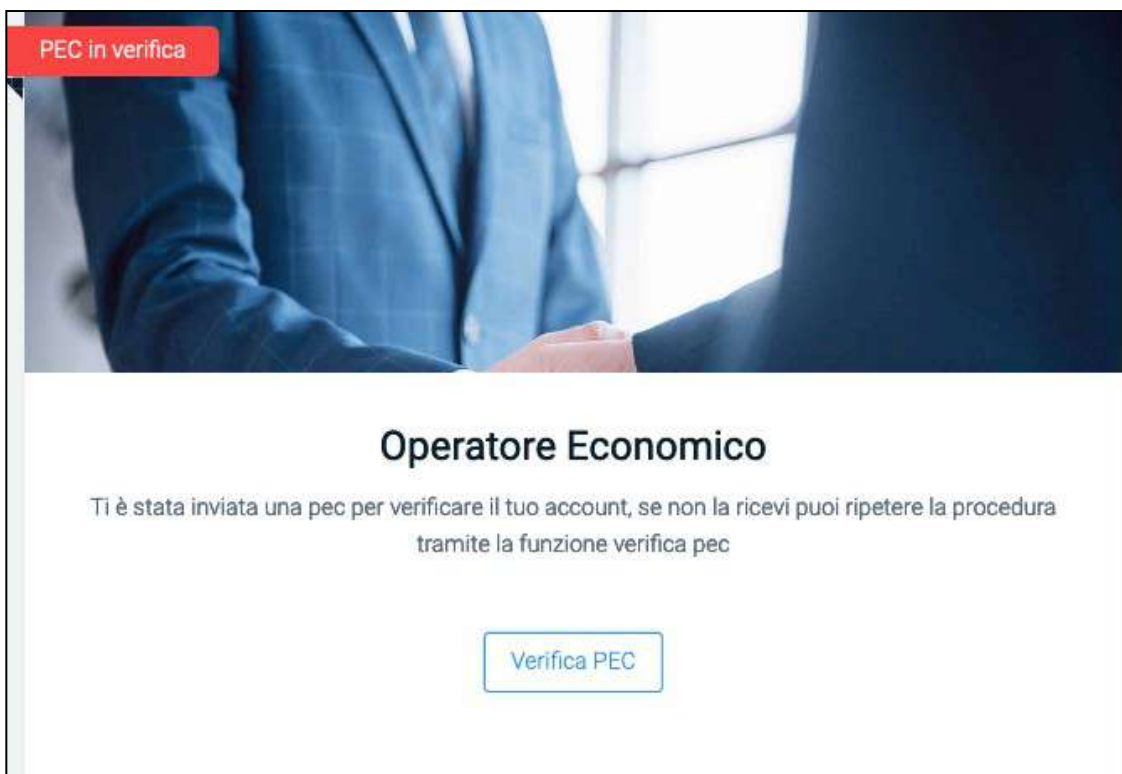 PEC in verifica
Operatore Economico
Ti è stata inviata una pec per verificare il tuo account, se non la ricevi puoi ripetere la procedura
tramite la funzione verifica pec
Verifica PEC